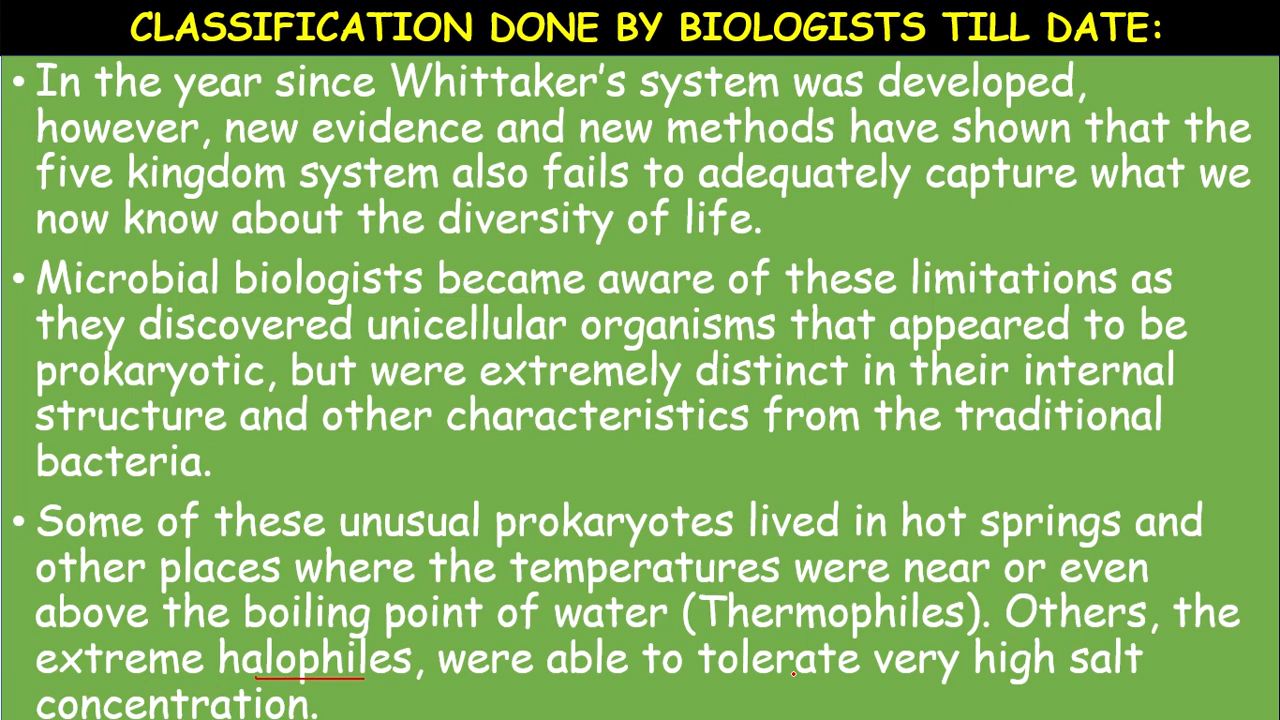 CLASSIFICATION DONE BY BIOLOGISTS TILL DATE:
• In the year since Whittaker's system was developed,
however, new evidence and new methods have shown that the
five kingdom system also fails to adequately capture what we
now know about the diversity of life.
• Microbial biologists became aware of these limitations as
they discovered unicellular organisms that appeared to be
prokaryotic, but were extremely distinct in their internal
structure and other characteristics from the traditional
bacteria.
• Some of these unusual prokaryotes lived in hot springs and
other places where the temperatures were near or even
above the boiling point of water (Thermophiles). Others, the
extreme halophiles, were able to tolerate very high salt
concentration.